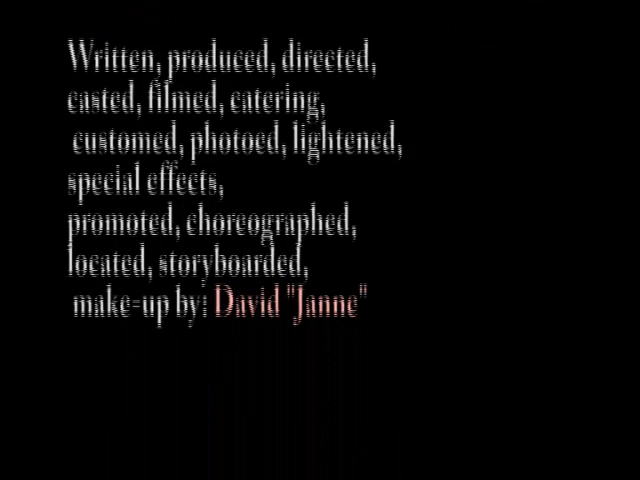 Written, produced, directed,
casted, filmed, catering,
customed, photoed, lightened,
special effects,
promoted, choreographed,
located, storyboarded,
make=up by: David "Janne"